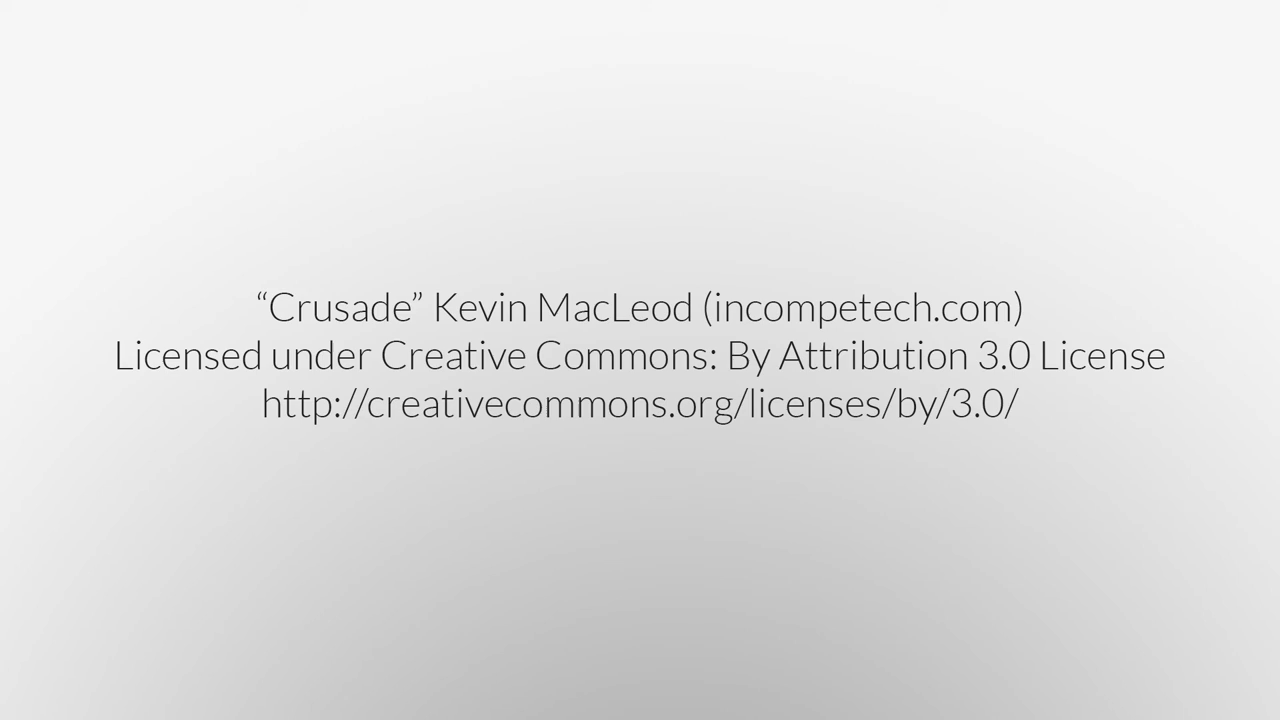 “Crusade” Kevin MacLeod (incompetech.com)
Licensed under Creative Commons: By Attribution 3.0 License
http://creativecommons.org/licenses/by/3.0/